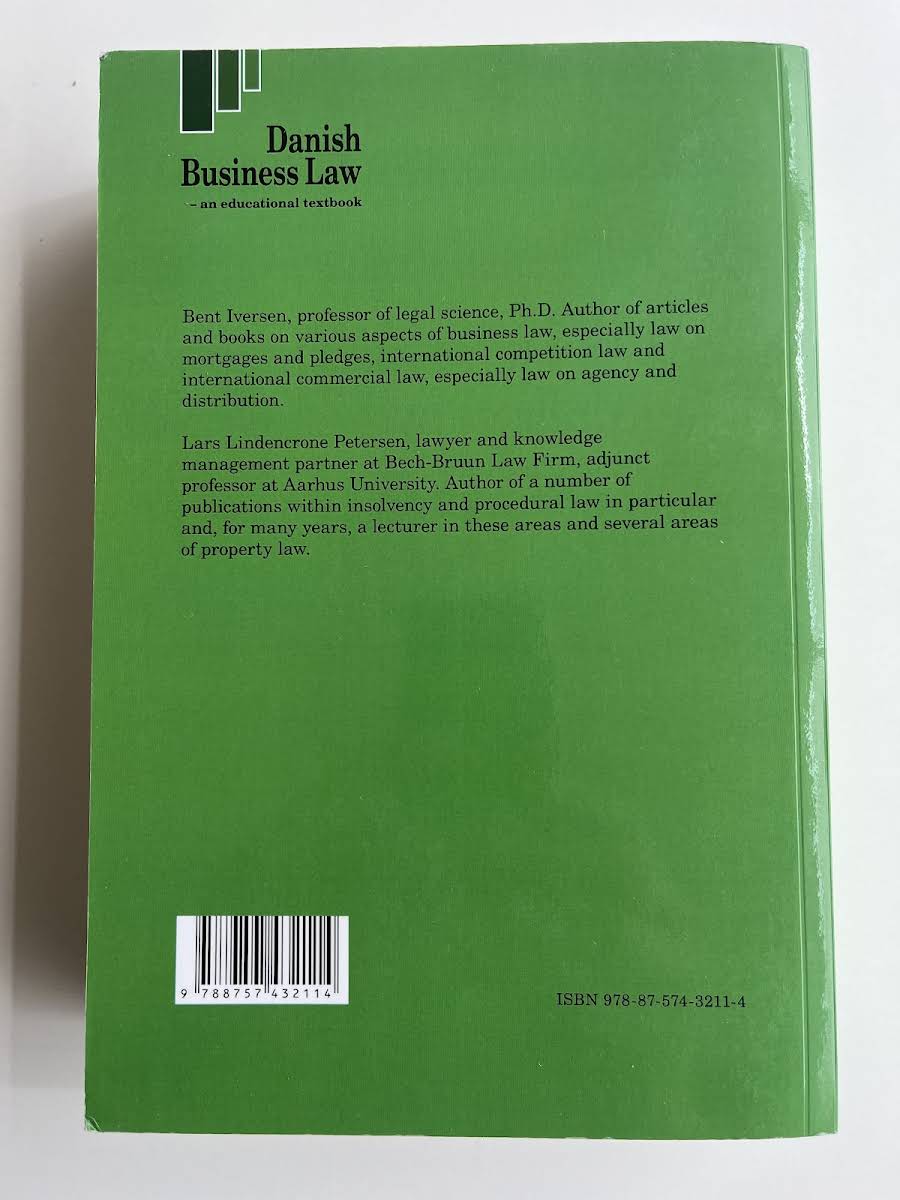 Danish
Business Law
– an educational textbook
Bent Iversen, professor of legal science, Ph.D. Author of articles
and books on various aspects of business law, especially law on
mortgages and pledges, international competition law and
international commercial law, especially law on agency and
distribution.
Lars Lindencrone Petersen, lawyer and knowledge
management partner at Bech-Bruun Law Firm, adjunct
professor at Aarhus University. Author of a number of
publications within insolvency and procedural law in particular
and, for many years, a lecturer in these areas and several areas
of property law.
9 788757 432114
ISBN 978-87-574-3211-4